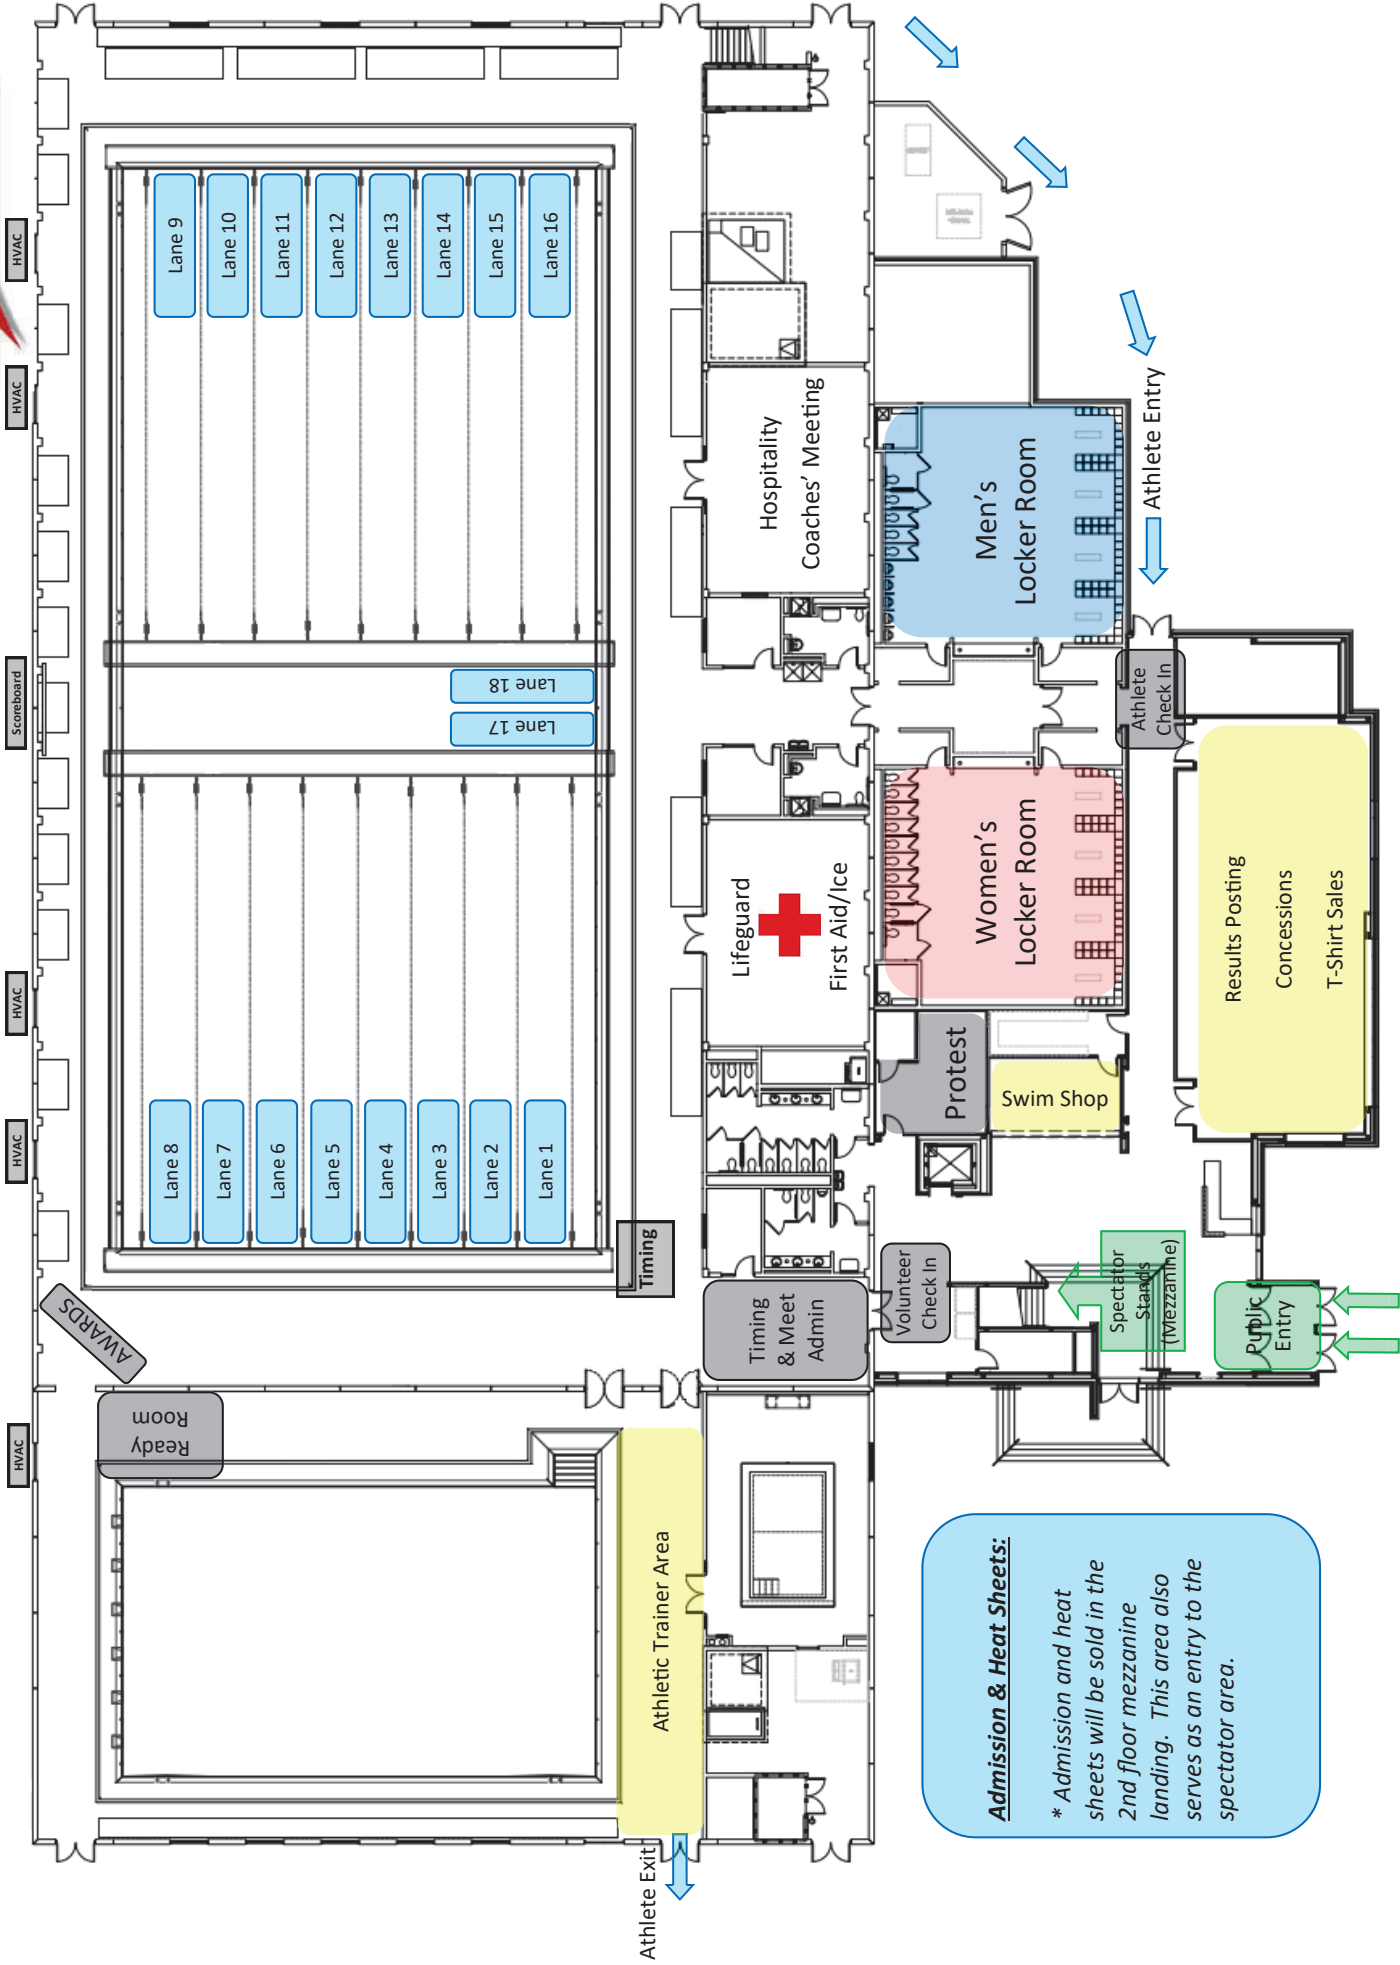 HVAC
HVAC
Scoreboard
HVAC
HVAC
HVAC
Lane 9
Lane 10
Lane 11
Lane 12
Lane 13
Lane 14
Lane 15
Lane 16
Lane 18
Lane 17
Lane 8
Lane 7
Lane 6
Lane 5
Lane 4
Lane 3
Lane 2
Lane 1
Timing
AWARDS
Ready
Room
Athletic Trainer Area
Athlete Exit
Hospitality
Coaches' Meeting
Lifeguard
First Aid/Ice
Timing
& Meet
Admin
Men's
Locker Room
Women's
Locker Room
Athlete Entry
Athlete
Check In
Protest
Swim Shop
Volunteer
Check In
Results Posting
Concessions
T-Shirt Sales
Spectator
Stands
(Mezzanine)
Public
Entry
Admission & Heat Sheets:
* Admission and heat
sheets will be sold in the
2nd floor mezzanine
landing. This area also
serves as an entry to the
spectator area.